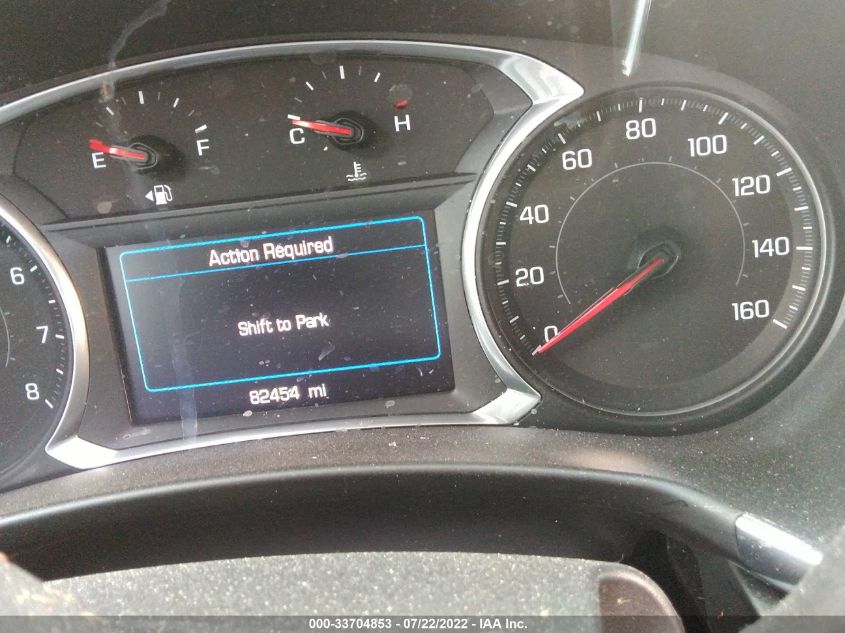 E F
C H
Action Required
Shift to Park
82454 mi
6
7
8
0
20
40
60
80
100
120
140
160
000-33704853 - 07/22/2022 - IAA Inc.